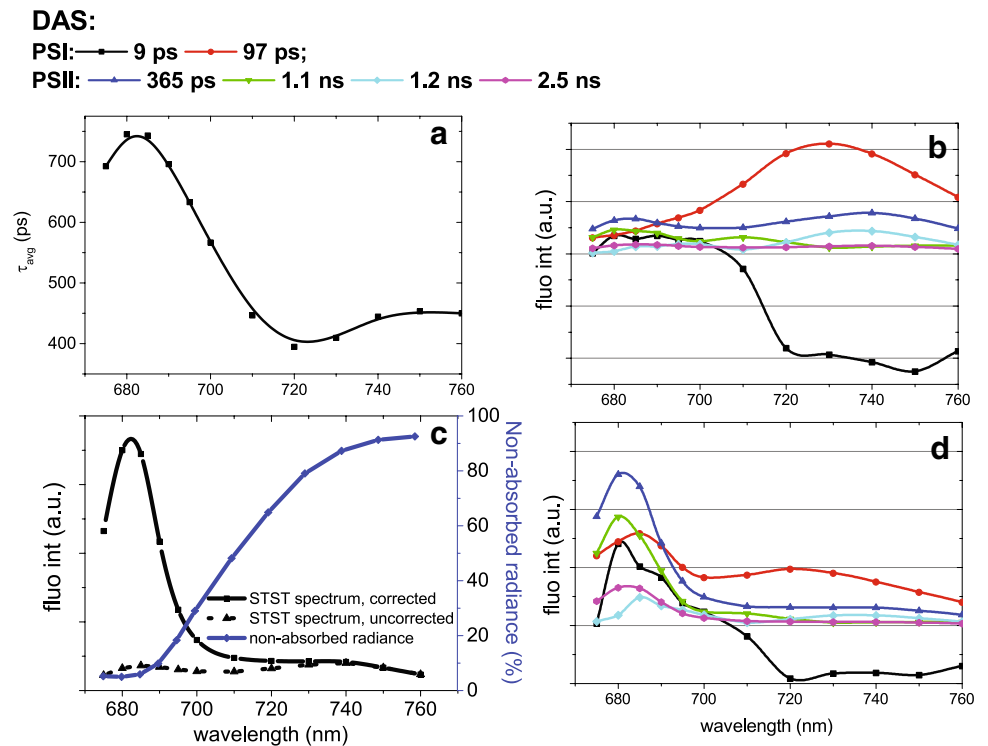 DAS:
PSI: 9 ps 97 ps;
PSII: 365 ps 1.1 ns 1.2 ns 2.5 ns
a
τavg (ps)
700
600
500
400
680 700 720 740 760
b
fluo int (a.u.)
680 700 720 740 760
c
fluo int (a.u.)
100
80
60
40
20
0
Non-absorbed radiance (%)
STST spectrum, corrected
STST spectrum, uncorrected
non-absorbed radiance
680 700 720 740 760
wavelength (nm)
d
fluo int (a.u.)
680 700 720 740 760
wavelength (nm)